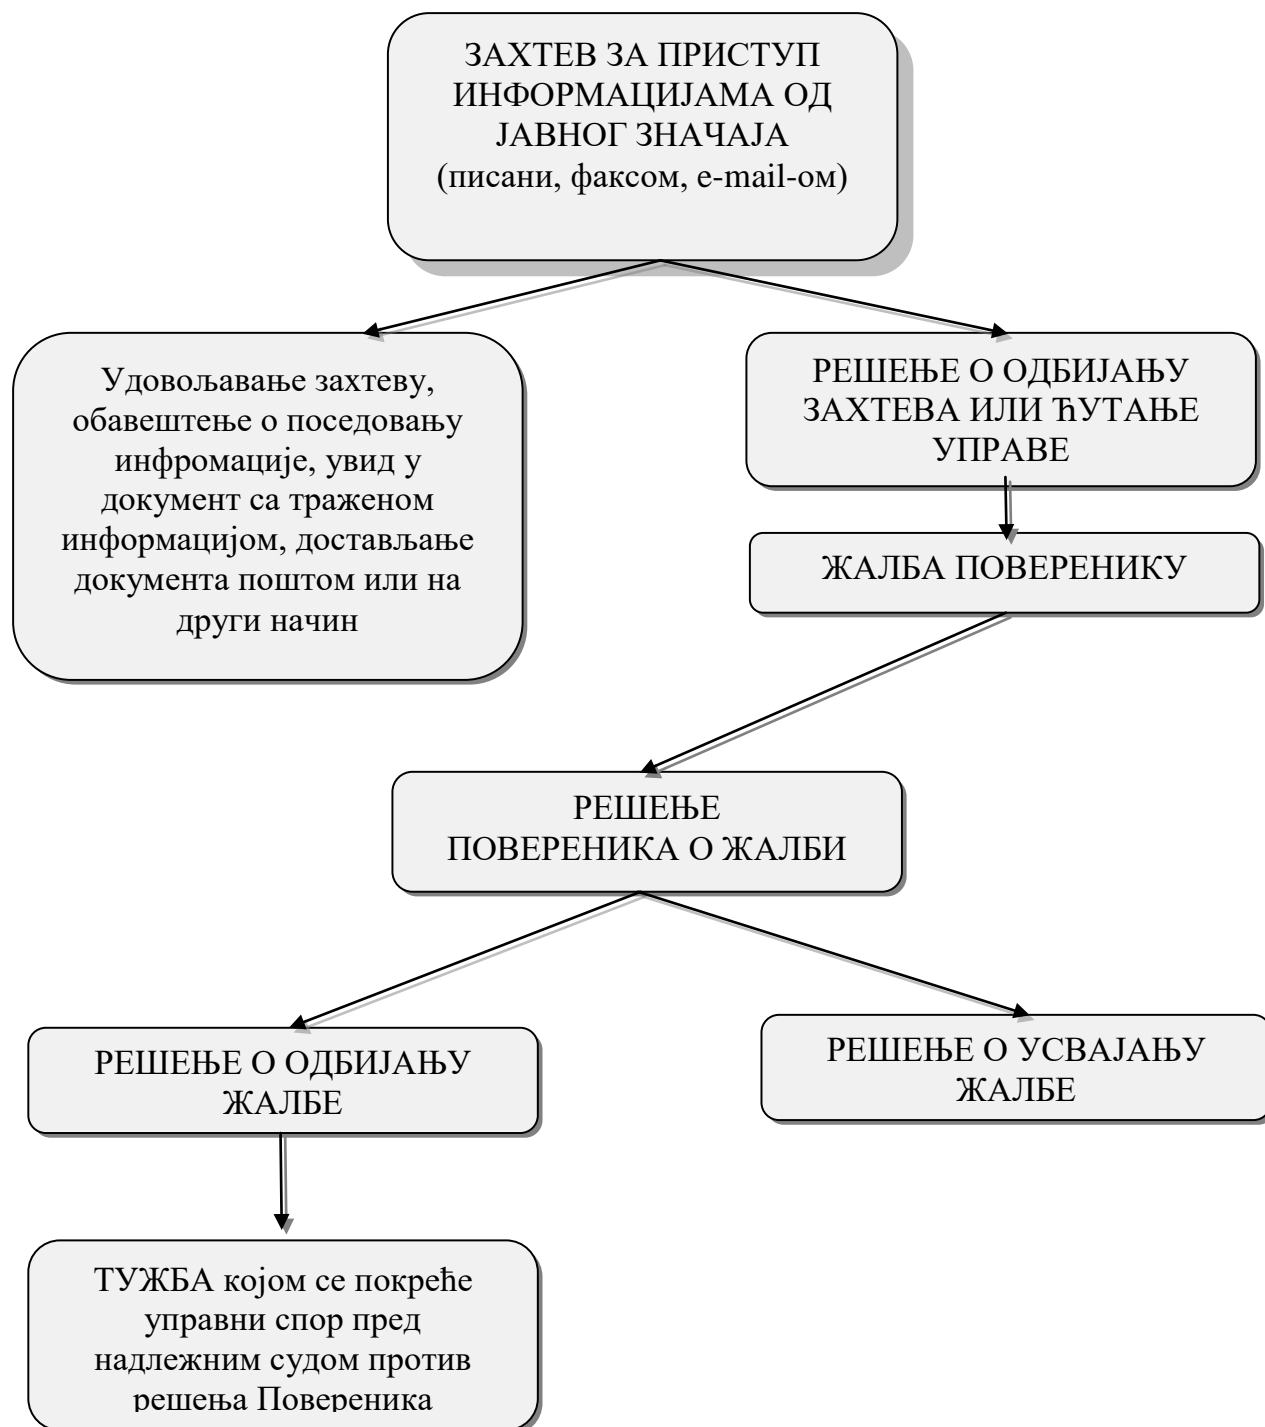 ЗАХТЕВ ЗА ПРИСТУП
ИНФОРМАЦИЈАМА ОД
ЈАВНОГ ЗНАЧАЈА
(писани, факсом, e-mail-ом)
Удовољавање захтеву,
обавештење о поседовању
инфромације, увид у
документ са траженом
информацијом, достављање
документа поштом или на
други начин
РЕШЕЊЕ О ОДБИЈАЊУ
ЗАХТЕВА ИЛИ ЋУТАЊЕ
УПРАВЕ
ЖАЛБА ПОВЕРЕНИКУ
РЕШЕЊЕ
ПОВЕРЕНИКА О ЖАЛБИ
РЕШЕЊЕ О ОДБИЈАЊУ
ЖАЛБЕ
РЕШЕЊЕ О УСВАЈАЊУ
ЖАЛБЕ
ТУЖБА којом се покреће
управни спор пред
надлежним судом против
решења Повереника